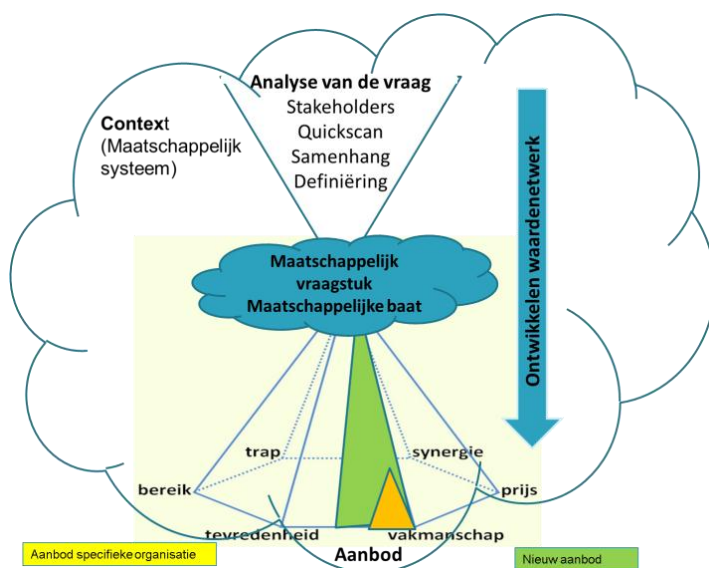 Analyse van de vraag
Stakeholders
Quickscan
Samenhang
Definiëring
Context
(Maatschappelijk
systeem)
Maatschappelijk
vraagstuk
Maatschappelijke baat
Ontwikkelen waardenetwerk
trap
synergie
bereik
prijs
tevredenheid
vakmanschap
Aanbod
Aanbod specifieke organisatie
Nieuw aanbod